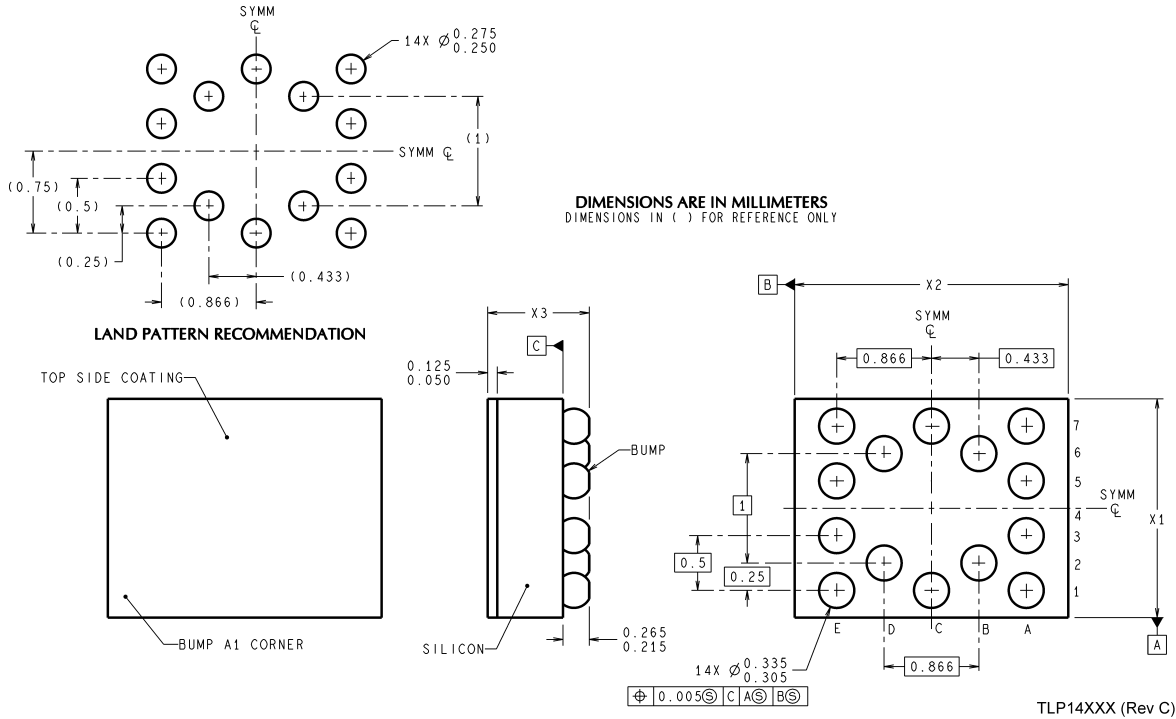 SYMM
℄
14X Ø 0.275
0.250
(1)
SYMM ℄
(0.75)
(0.5)
(0.25)
(0.433)
(0.866)
LAND PATTERN RECOMMENDATION
DIMENSIONS ARE IN MILLIMETERS
DIMENSIONS IN ( ) FOR REFERENCE ONLY
TOP SIDE COATING
BUMP A1 CORNER
X3
C
0.125
0.050
BUMP
SILICON
0.265
0.215
B
X2
SYMM
℄
0.866
0.433
7
6
5
4
3
2
1
SYMM
℄
X1
1
0.5
0.25
E D C B A
A
0.866
14X Ø 0.335
0.305
⌖ 0.005Ⓢ C AⓈ BⓈ
TLP14XXX (Rev C)